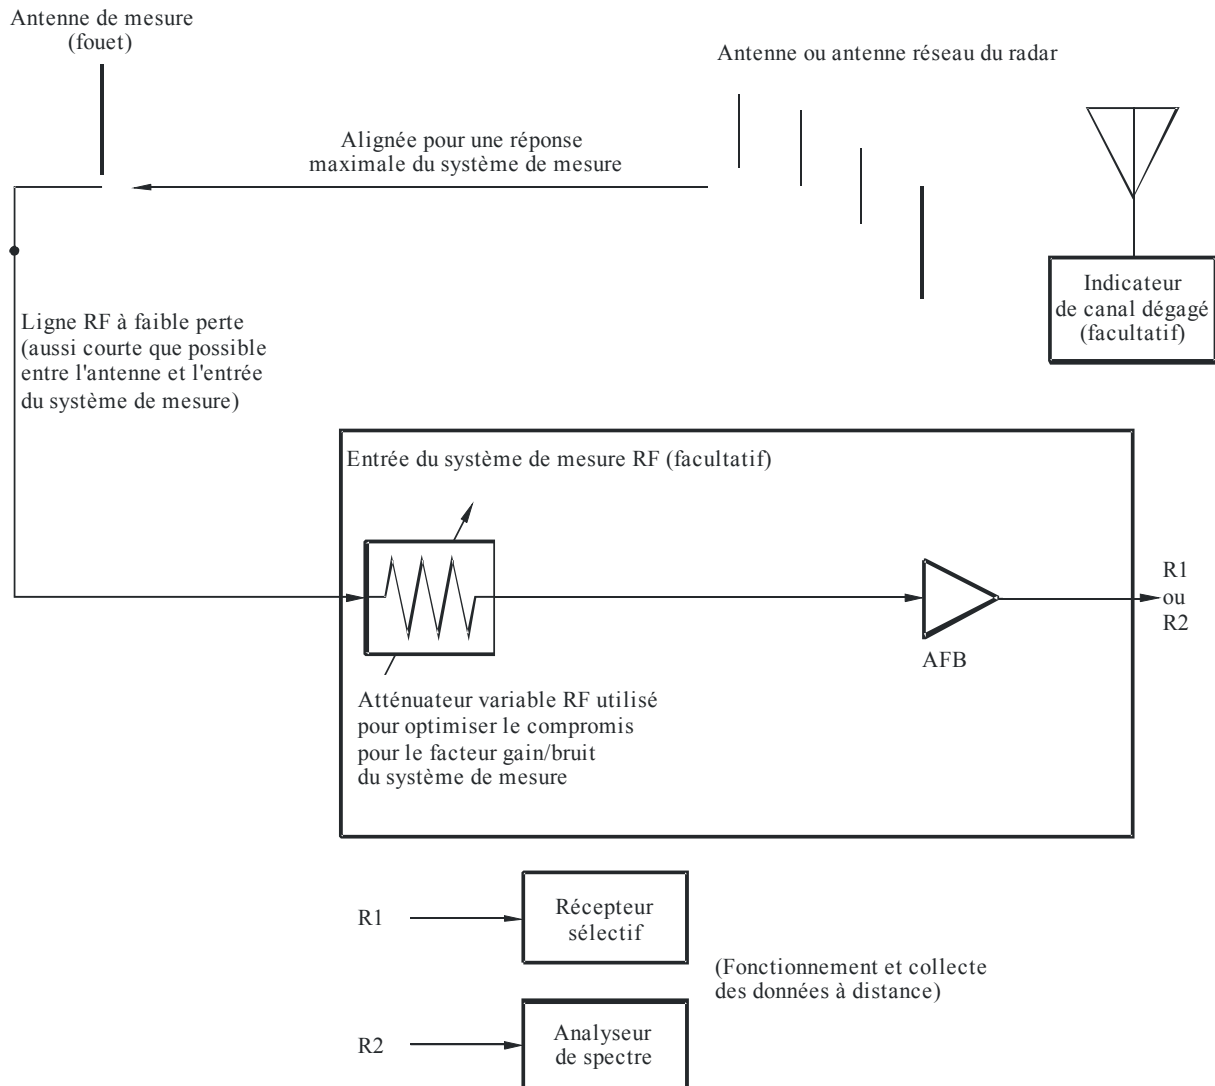 Antenne de mesure
(fouet)
Antenne ou antenne réseau du radar
Alignée pour une réponse
maximale du système de mesure
Indicateur
de canal dégagé
(facultatif)
Ligne RF à faible perte
(aussi courte que possible
entre l'antenne et l'entrée
du système de mesure)
Entrée du système de mesure RF (facultatif)
R1
ou
R2
AFB
Atténuateur variable RF utilisé
pour optimiser le compromis
pour le facteur gain/bruit
du système de mesure
R1
Récepteur
sélectif
(Fonctionnement et collecte
des données à distance)
R2
Analyseur
de spectre